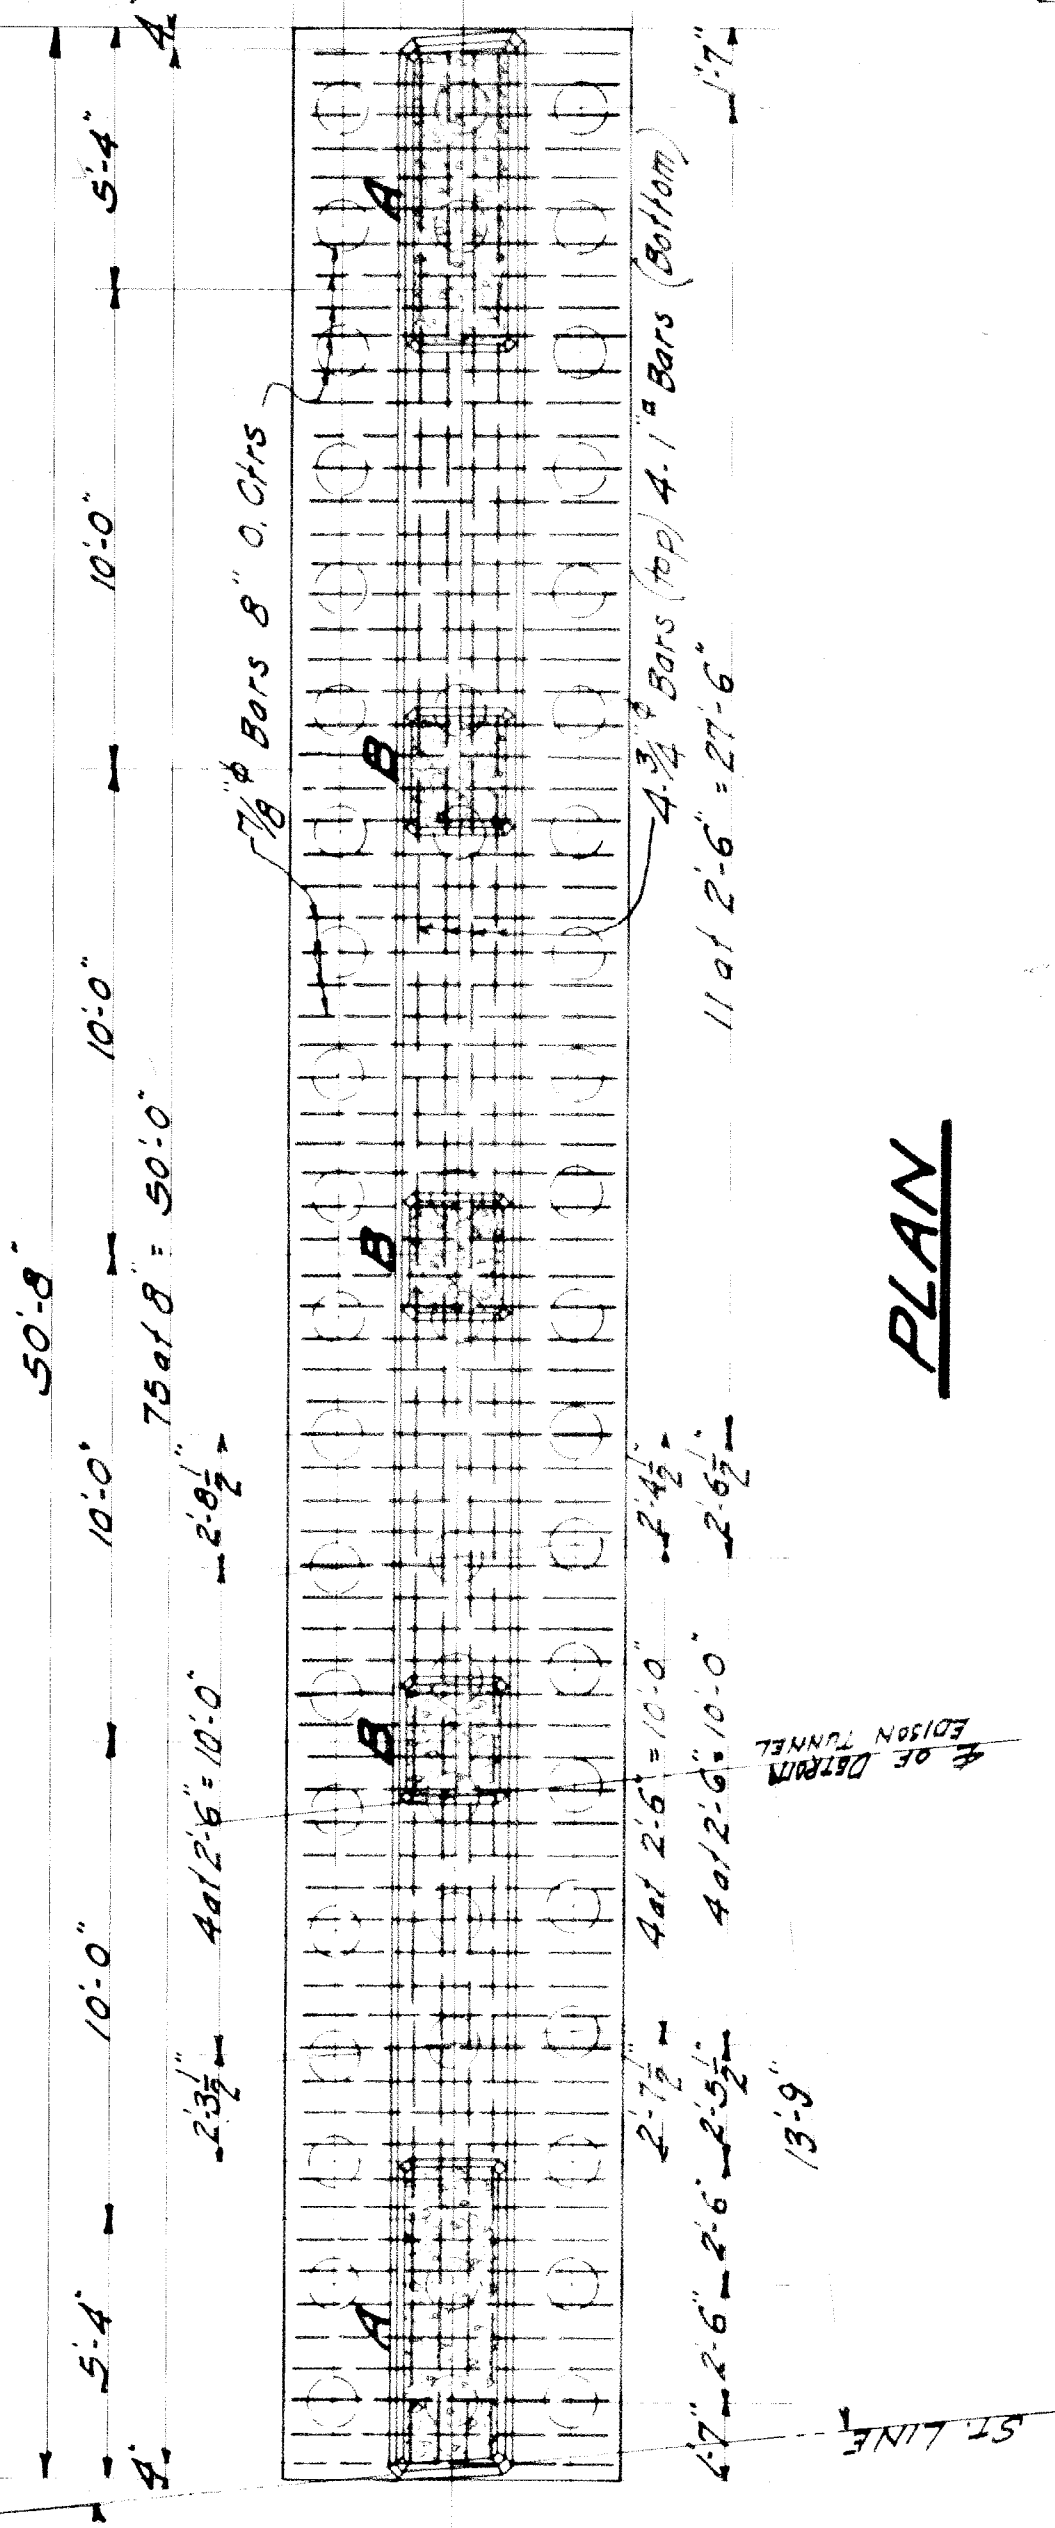 50'-8"
5'-4" 10'-0" 10'-0" 10'-0" 10'-0" 5'-4"
4" 75 at 8" = 50'-0" 4"
2'-3½" 4 at 2'-6" = 10'-0" 2'-8½"
7/8" φ Bars 8" O. Ctrs
A B B B A
4-3/4" φ Bars (top) 4-1" □ Bars (Bottom)
2'-7½" 4 at 2'-6" = 10'-0" 2'-4½"
1'-7" 2'-6" 2'-6" 2'-5½" 4 at 2'-6" = 10'-0" 2'-6½" 11 at 2'-6" = 27'-6" 1'-7"
13'-9"
℄ OF DETROIT
EDISON TUNNEL
ST. LINE
PLAN